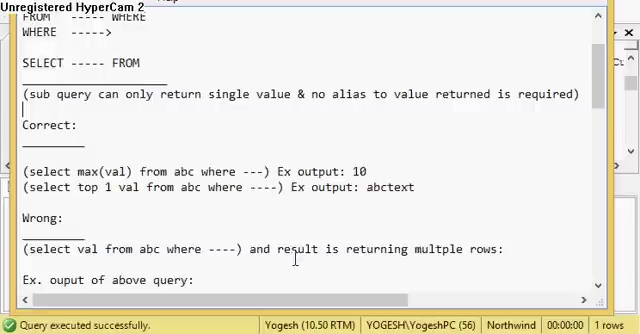 Unregistered HyperCam 2
FROM ----- WHERE
WHERE ----->
SELECT ----- FROM
(sub query can only return single value & no alias to value returned is required)
Correct:
(select max(val) from abc where ---) Ex output: 10
(select top 1 val from abc where ----) Ex output: abctext
Wrong:
(select val from abc where ----) and result is returning multple rows:
Ex. ouput of above query:
Query executed successfully. Yogesh (10.50 RTM) YOGESH\YogeshPC (56) Northwind 00:00:00 1 rows